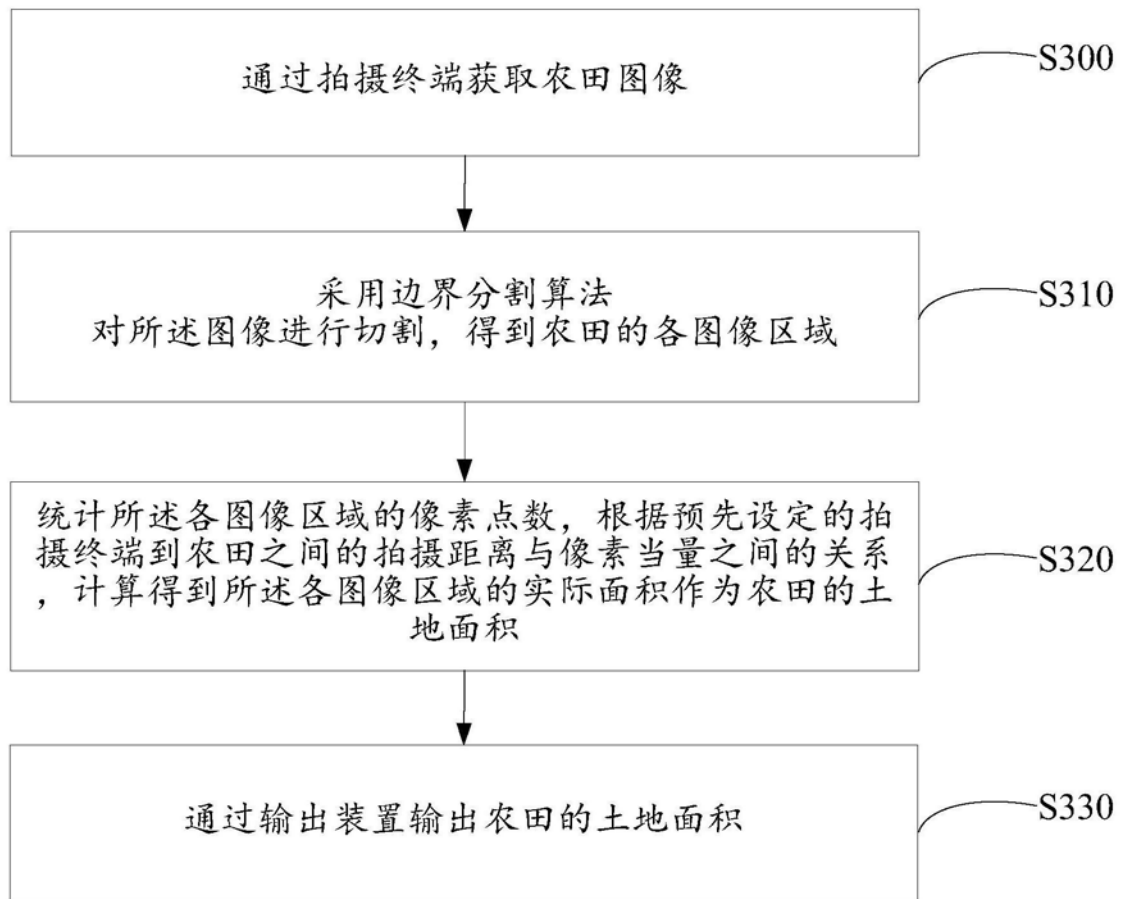 通过拍摄终端获取农田图像
S300
采用边界分割算法
对所述图像进行切割，得到农田的各图像区域
S310
统计所述各图像区域的像素点数，根据预先设定的拍
摄终端到农田之间的拍摄距离与像素当量之间的关系
，计算得到所述各图像区域的实际面积作为农田的土
地面积
S320
通过输出装置输出农田的土地面积
S330